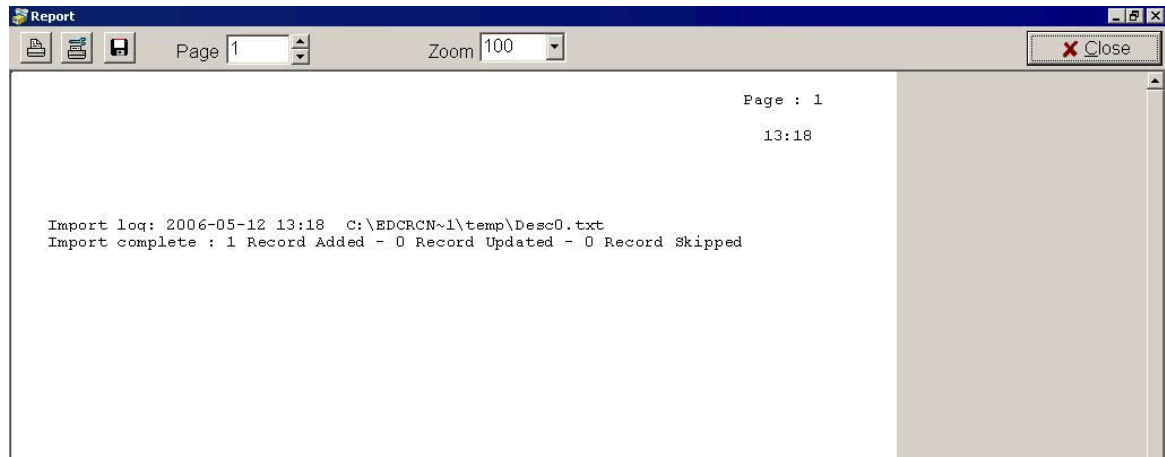 Report
Page 1 Zoom 100 Close
Page : 1
13:18
Import log: 2006-05-12 13:18 C:\EDCRCN~1\temp\Desc0.txt
Import complete : 1 Record Added - 0 Record Updated - 0 Record Skipped